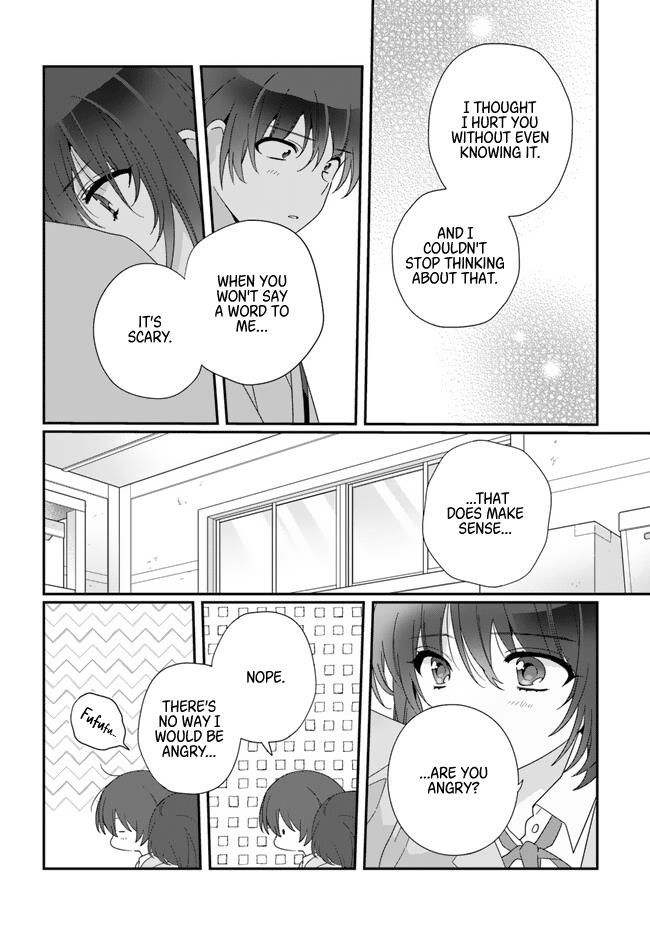 I THOUGHT
I HURT YOU
WITHOUT EVEN
KNOWING IT.
AND I
COULDN'T
STOP THINKING
ABOUT THAT.
WHEN YOU
WON'T SAY
A WORD TO
ME...
IT'S
SCARY.
...THAT
DOES MAKE
SENSE...
...ARE YOU
ANGRY?
NOPE.
THERE'S
NO WAY I
WOULD BE
ANGRY...
Fufufu..